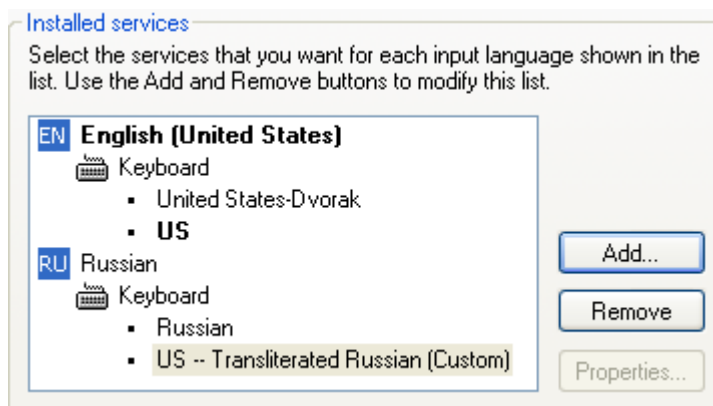 Installed services
Select the services that you want for each input language shown in the
list. Use the Add and Remove buttons to modify this list.
EN English (United States)
Keyboard
United States-Dvorak
US
RU Russian
Keyboard
Russian
US -- Transliterated Russian (Custom)
Add...
Remove
Properties...